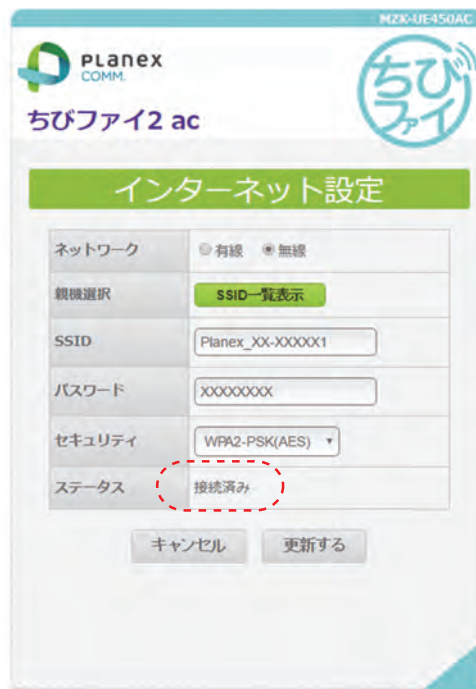 MZK-UE450AC
PLANEX
COMM.
ちびファイ
ちびファイ2 ac
インターネット設定
ネットワーク 有線 無線
親機選択 SSID一覧表示
SSID Planex_XX-XXXXX1
パスワード XXXXXXXX
セキュリティ WPA2-PSK(AES)
ステータス 接続済み
キャンセル 更新する